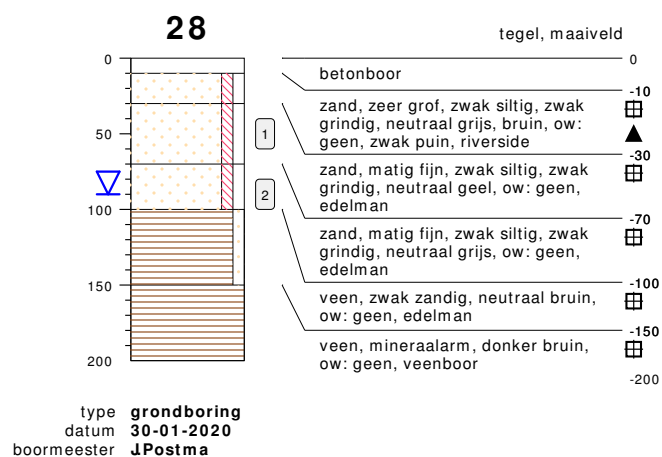 28
tegel, maaiveld
0
50
100
150
200
1
2
0
betonboor
-10
zand, zeer grof, zwak siltig, zwak
grindig, neutraal grijs, bruin, ow:
geen, zwak puin, riverside
-30
zand, matig fijn, zwak siltig, zwak
grindig, neutraal geel, ow: geen,
edelman
-70
zand, matig fijn, zwak siltig, zwak
grindig, neutraal grijs, ow: geen,
edelman
-100
veen, zwak zandig, neutraal bruin,
ow: geen, edelman
-150
veen, mineraalarm, donker bruin,
ow: geen, veenboor
-200
type grondboring
datum 30-01-2020
boormeester J.Postma